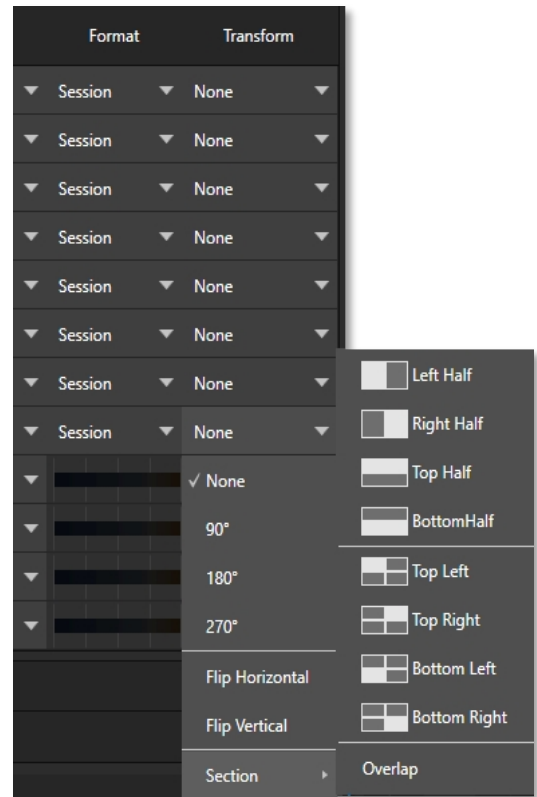 Format Transform
Session None
Session None
Session None
Session None
Session None
Session None
Session None
Session None
✓ None
90°
180°
270°
Flip Horizontal
Flip Vertical
Section
Left Half
Right Half
Top Half
BottomHalf
Top Left
Top Right
Bottom Left
Bottom Right
Overlap